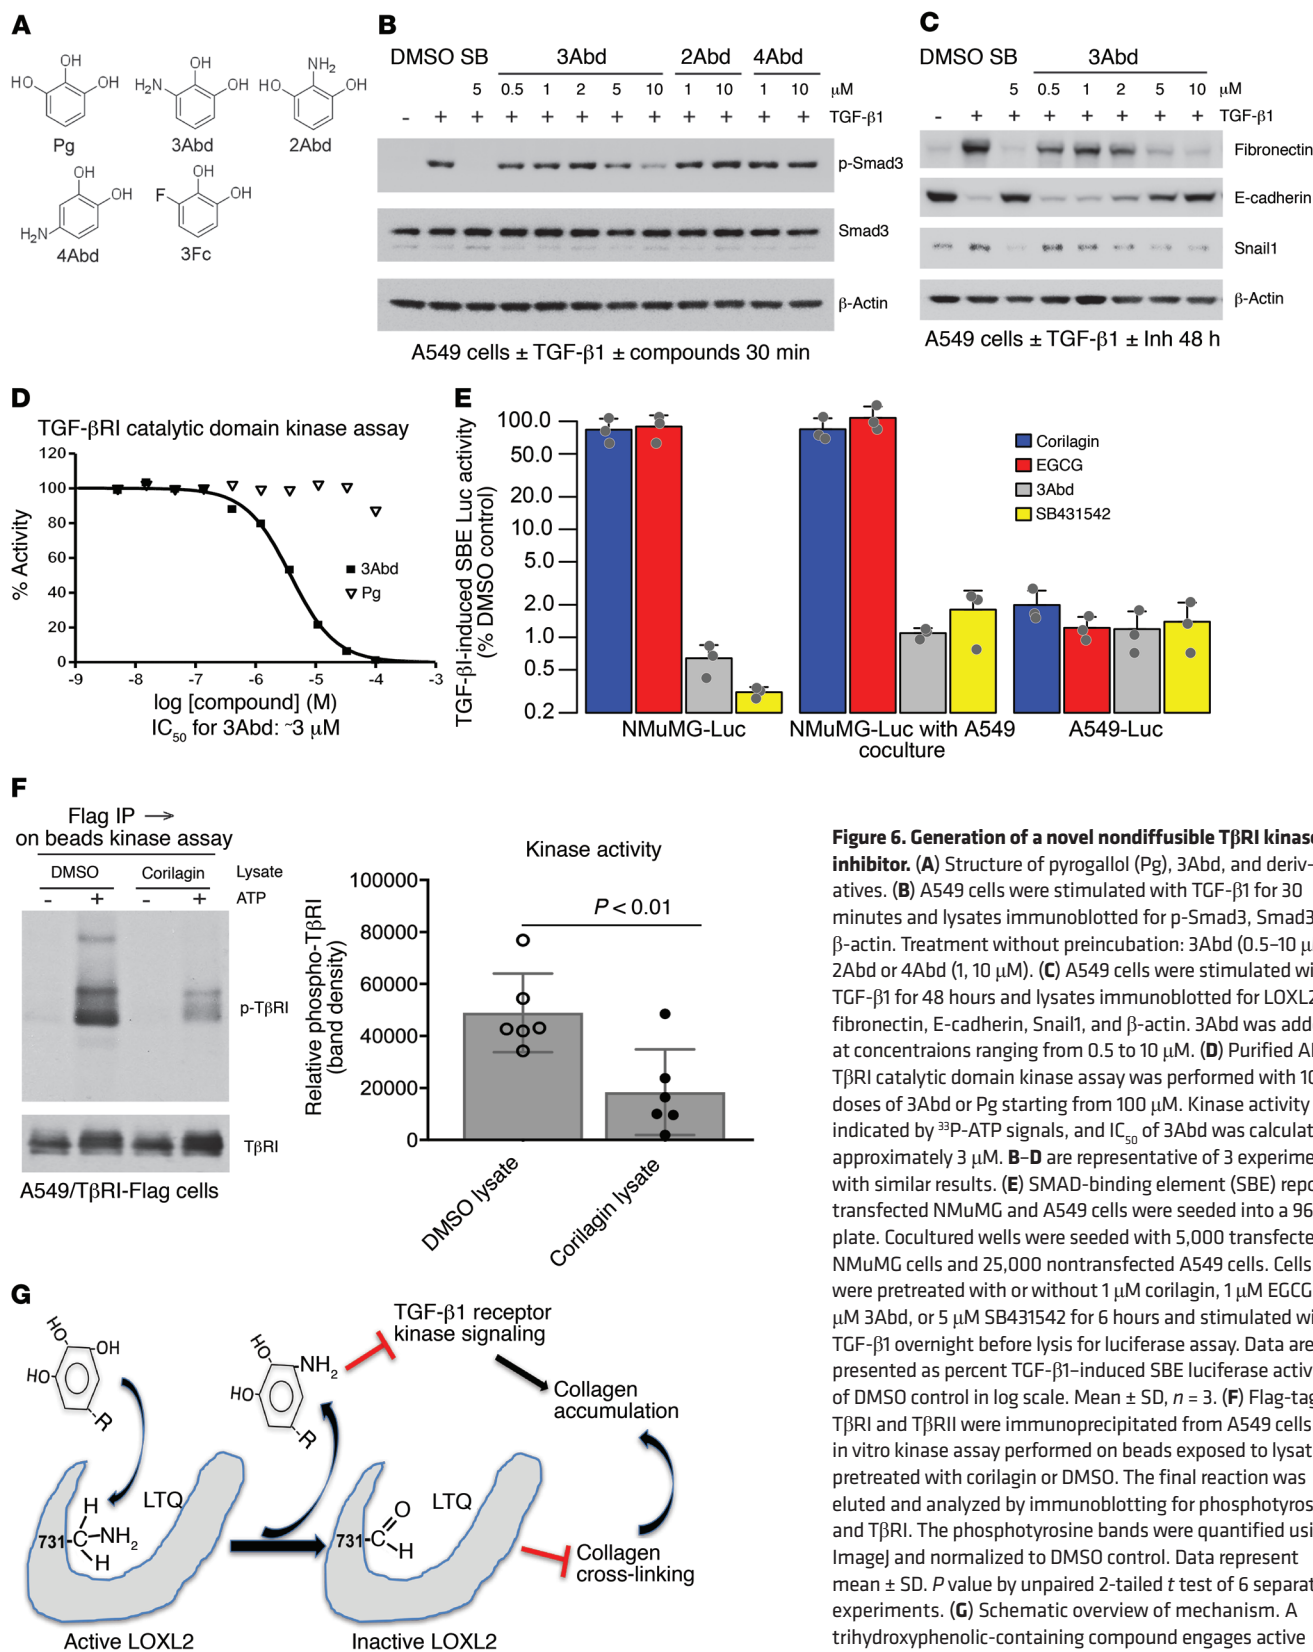 A
OH
HO
OH
Pg
OH
H2N
OH
3Abd
NH2
HO
OH
2Abd
OH
OH
H2N
4Abd
OH
F
OH
3Fc
B
DMSO SB 3Abd 2Abd 4Abd
5 0.5 1 2 5 10 1 10 1 10 μM
- + + + + + + + + + + + TGF-β1
p-Smad3
Smad3
β-Actin
A549 cells ± TGF-β1 ± compounds 30 min
C
DMSO SB 3Abd
5 0.5 1 2 5 10 μM
- + + + + + + + TGF-β1
Fibronectin
E-cadherin
Snail1
β-Actin
A549 cells ± TGF-β1 ± Inh 48 h
D
TGF-βRI catalytic domain kinase assay
% Activity
120
100
80
60
40
20
0
-9 -8 -7 -6 -5 -4 -3
3Abd
Pg
log [compound] (M)
IC50 for 3Abd: ~3 μM
E
TGF-βI-induced SBE Luc activity
(% DMSO control)
100.0
50.0
20.0
10.0
5.0
2.0
1.0
0.5
0.2
Corilagin
EGCG
3Abd
SB431542
NMuMG-Luc
NMuMG-Luc with A549
coculture
A549-Luc
F
Flag IP →
on beads kinase assay
DMSO Corilagin Lysate
- + - + ATP
p-TβRI
TβRI
A549/TβRI-Flag cells
Kinase activity
Relative phospho-TβRI
(band density)
100000
80000
60000
40000
20000
0
P < 0.01
DMSO lysate
Corilagin lysate
G
HO
OH
HO
R
HO
NH2
HO
R
TGF-β1 receptor
kinase signaling
Collagen
accumulation
LTQ
731
H
C
NH2
H
Active LOXL2
LTQ
731
C
O
H
Inactive LOXL2
Collagen
cross-linking
Figure 6. Generation of a novel nondiffusible TβRI kinase
inhibitor. (A) Structure of pyrogallol (Pg), 3Abd, and deriv-
atives. (B) A549 cells were stimulated with TGF-β1 for 30
minutes and lysates immunoblotted for p-Smad3, Smad3
β-actin. Treatment without preincubation: 3Abd (0.5–10
2Abd or 4Abd (1, 10 μM). (C) A549 cells were stimulated
TGF-β1 for 48 hours and lysates immunoblotted for LOXL2
fibronectin, E-cadherin, Snail1, and β-actin. 3Abd was
at concentraions ranging from 0.5 to 10 μM. (D) Purified
TβRI catalytic domain kinase assay was performed with
doses of 3Abd or Pg starting from 100 μM. Kinase activity
indicated by 33P-ATP signals, and IC50 of 3Abd was
approximately 3 μM. B–D are representative of 3
with similar results. (E) SMAD-binding element (SBE)
transfected NMuMG and A549 cells were seeded into a
plate. Cocultured wells were seeded with 5,000
NMuMG cells and 25,000 nontransfected A549 cells. Cells
were pretreated with or without 1 μM corilagin, 1 μM EGCG
μM 3Abd, or 5 μM SB431542 for 6 hours and stimulated
TGF-β1 overnight before lysis for luciferase assay. Data are
presented as percent TGF-β1–induced SBE luciferase
of DMSO control in log scale. Mean ± SD, n = 3. (F)
TβRI and TβRII were immunoprecipitated from A549 cells
in vitro kinase assay performed on beads exposed to
pretreated with corilagin or DMSO. The final reaction was
eluted and analyzed by immunoblotting for
and TβRI. The phosphotyrosine bands were quantified
ImageJ and normalized to DMSO control. Data represent
mean ± SD. P value by unpaired 2-tailed t test of 6
experiments. (G) Schematic overview of mechanism. A
trihydroxyphenolic-containing compound engages active